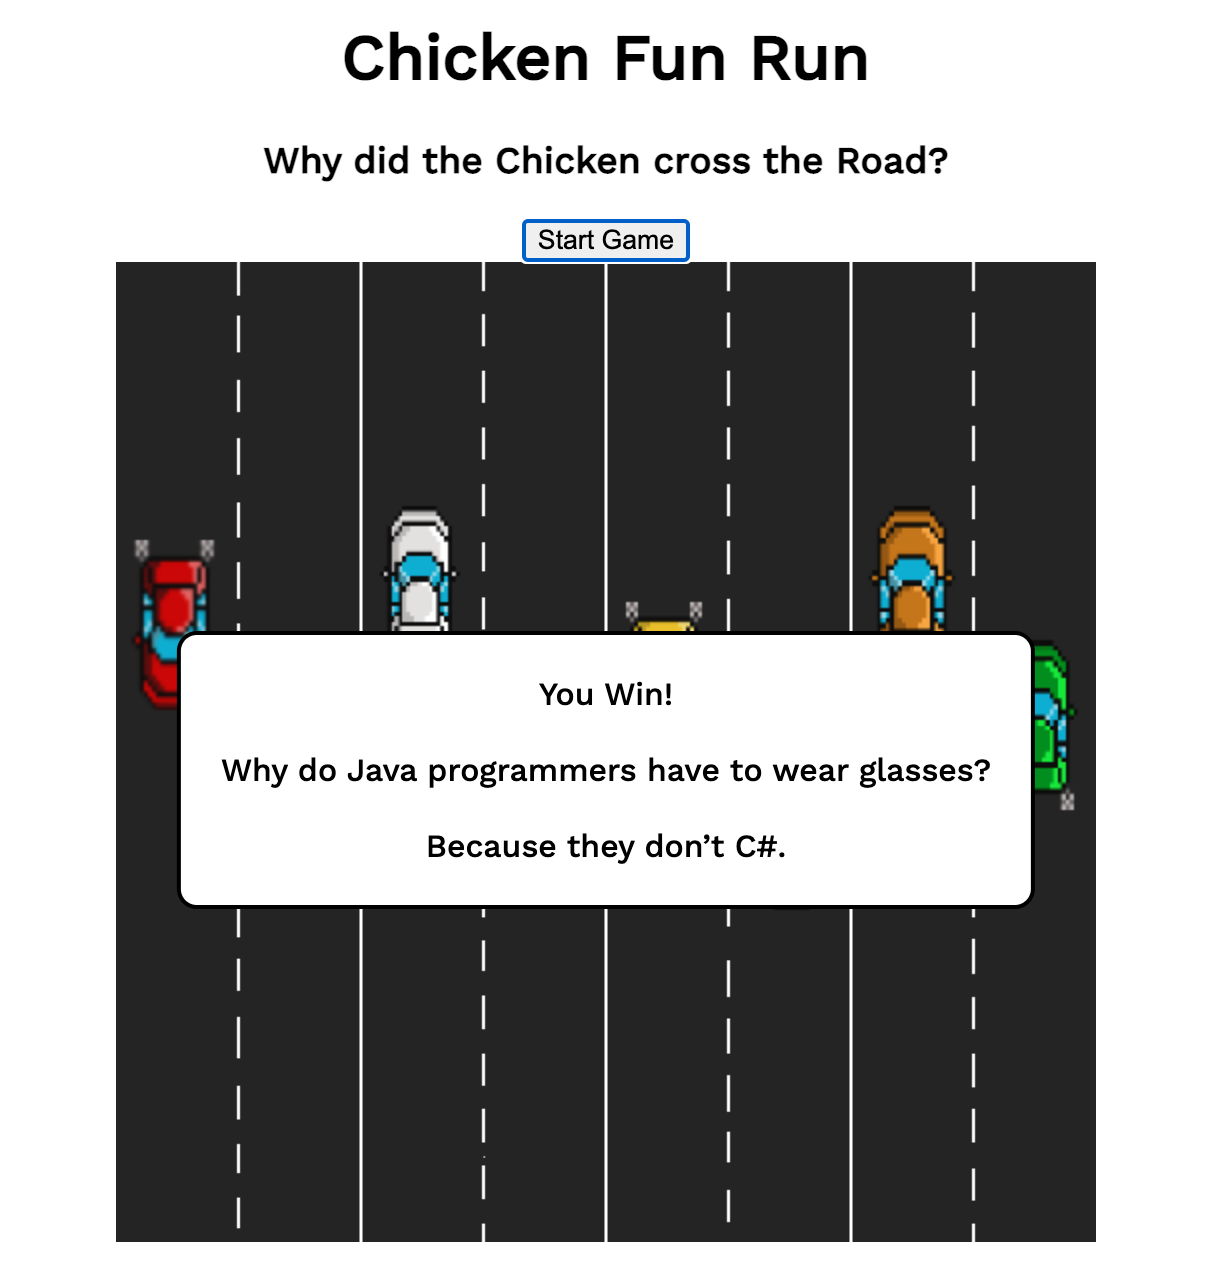 Chicken Fun Run
Why did the Chicken cross the Road?
Start Game
You Win!
Why do Java programmers have to wear glasses?
Because they don’t C#.